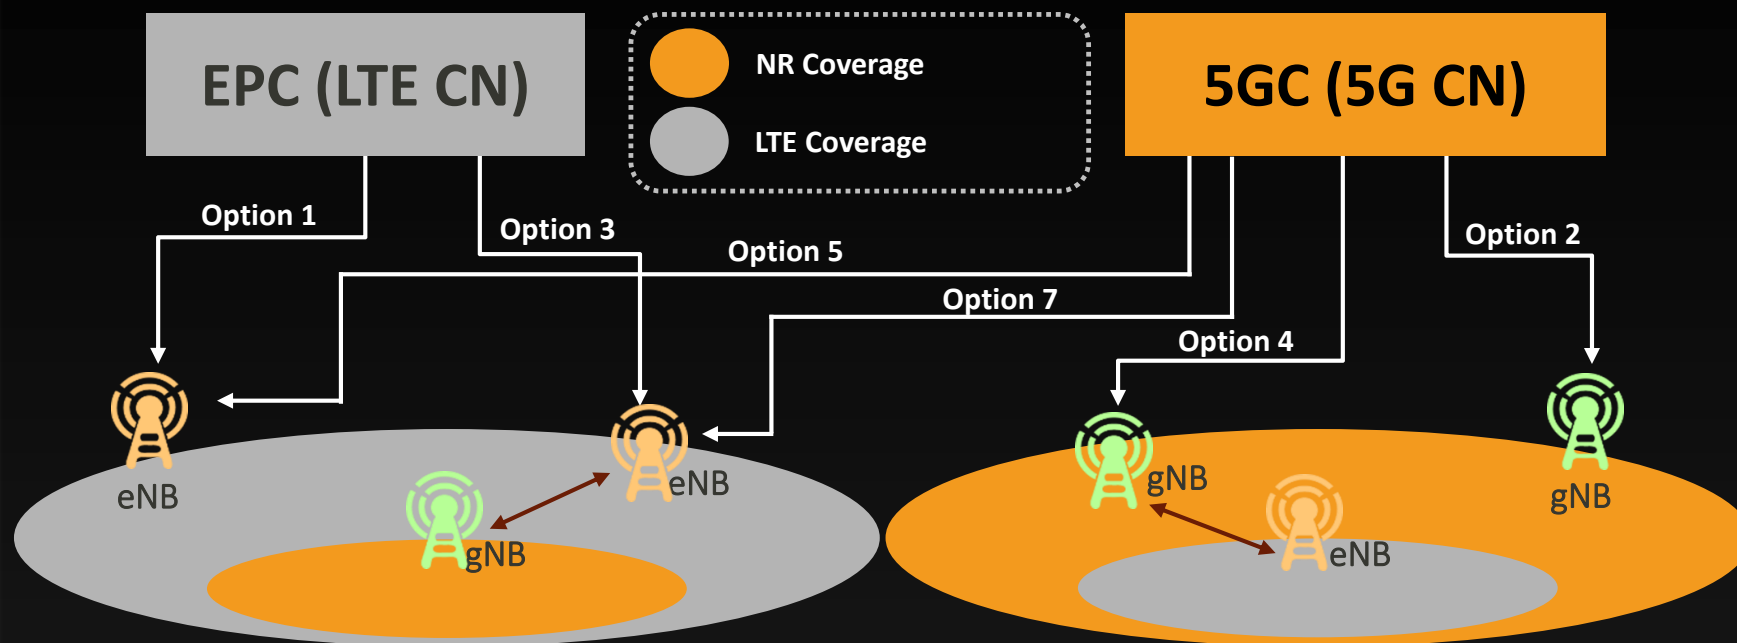 EPC (LTE CN)
NR Coverage
LTE Coverage
5GC (5G CN)
Option 1
Option 3
Option 5
Option 2
Option 7
Option 4
eNB
eNB
gNB
gNB
gNB
eNB